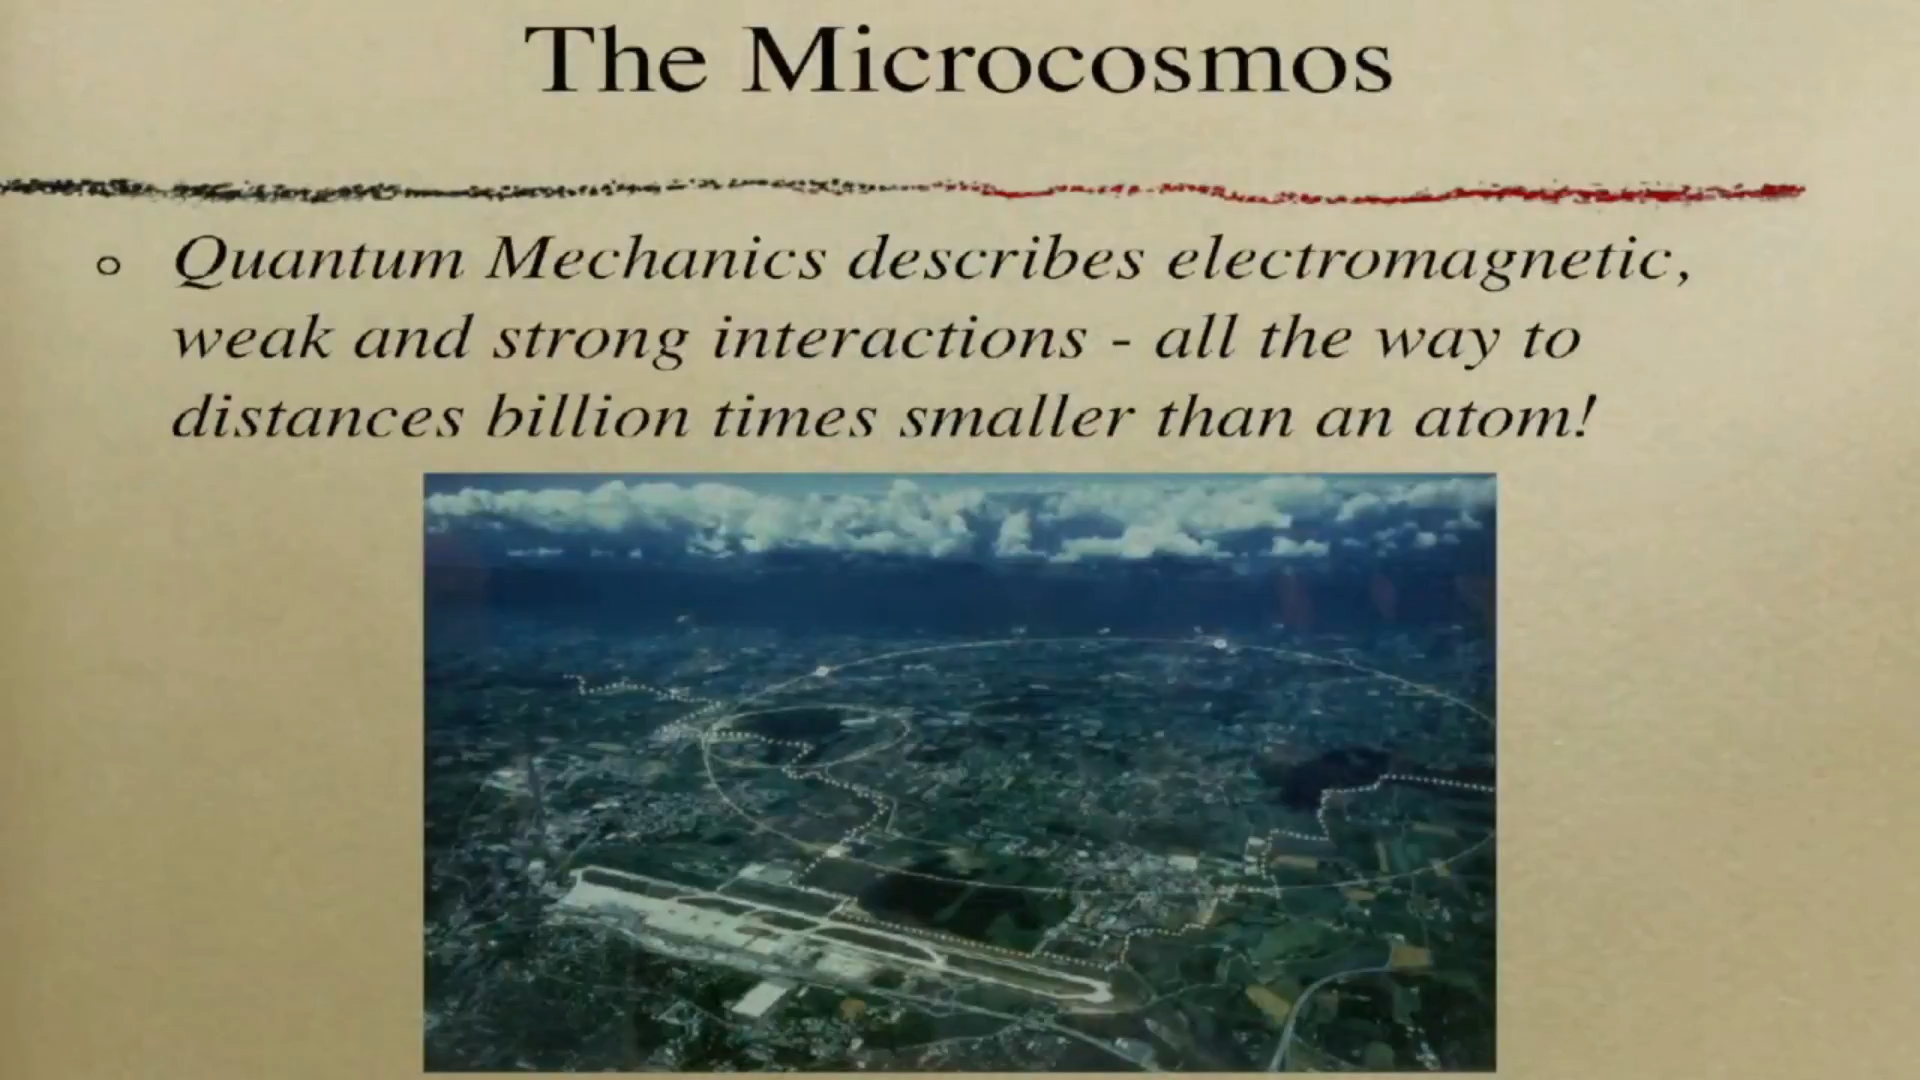 The Microcosmos
Quantum Mechanics describes electromagnetic,
weak and strong interactions - all the way to
distances billion times smaller than an atom!